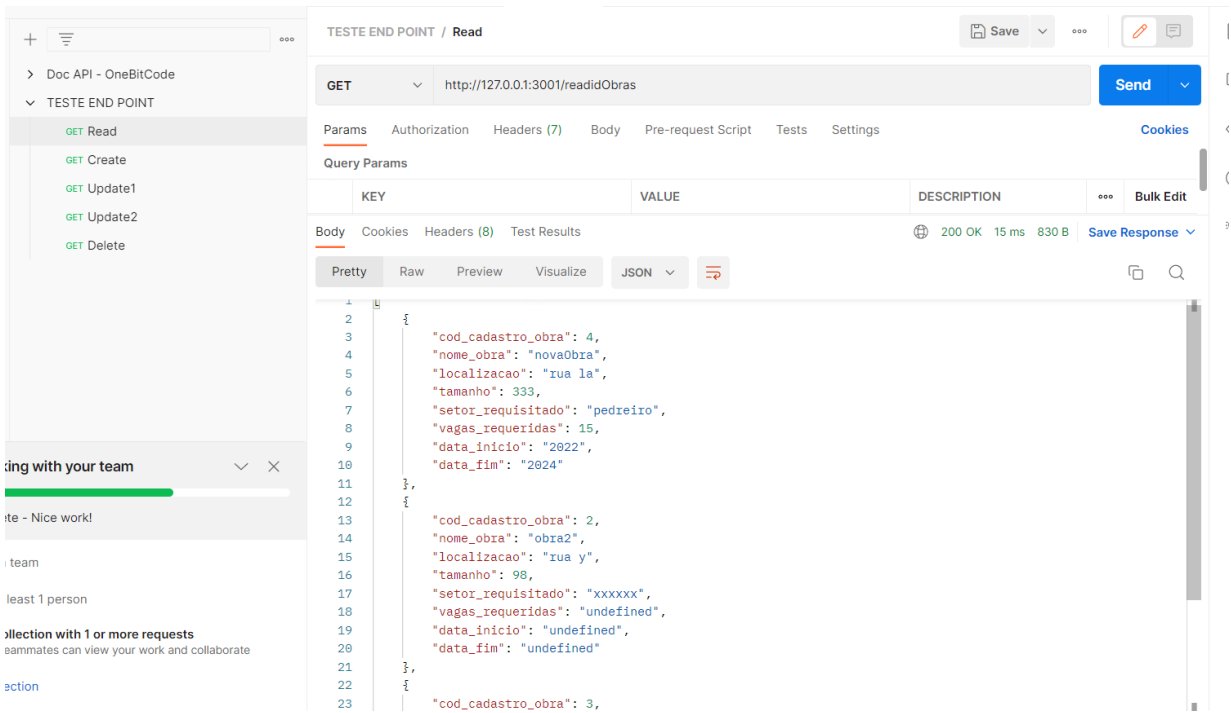 TESTE END POINT / Read
Save
Doc API - OneBitCode
TESTE END POINT
GET Read
GET Create
GET Update1
GET Update2
GET Delete
king with your team
ete - Nice work!
team
least 1 person
ollection with 1 or more requests
eammates can view your work and collaborate
ection
GET http://127.0.0.1:3001/readidObras Send
Params Authorization Headers (7) Body Pre-request Script Tests Settings Cookies
Query Params
KEY VALUE DESCRIPTION Bulk Edit
Body Cookies Headers (8) Test Results 200 OK 15 ms 830 B Save Response
Pretty Raw Preview Visualize JSON
1 [
2 {
3 "cod_cadastro_obra": 4,
4 "nome_obra": "novaObra",
5 "localizacao": "rua la",
6 "tamanho": 333,
7 "setor_requisitado": "pedreiro",
8 "vagas_requeridas": 15,
9 "data_inicio": "2022",
10 "data_fim": "2024"
11 },
12 {
13 "cod_cadastro_obra": 2,
14 "nome_obra": "obra2",
15 "localizacao": "rua y",
16 "tamanho": 98,
17 "setor_requisitado": "xxxxxx",
18 "vagas_requeridas": "undefined",
19 "data_inicio": "undefined",
20 "data_fim": "undefined"
21 },
22 {
23 "cod_cadastro_obra": 3,